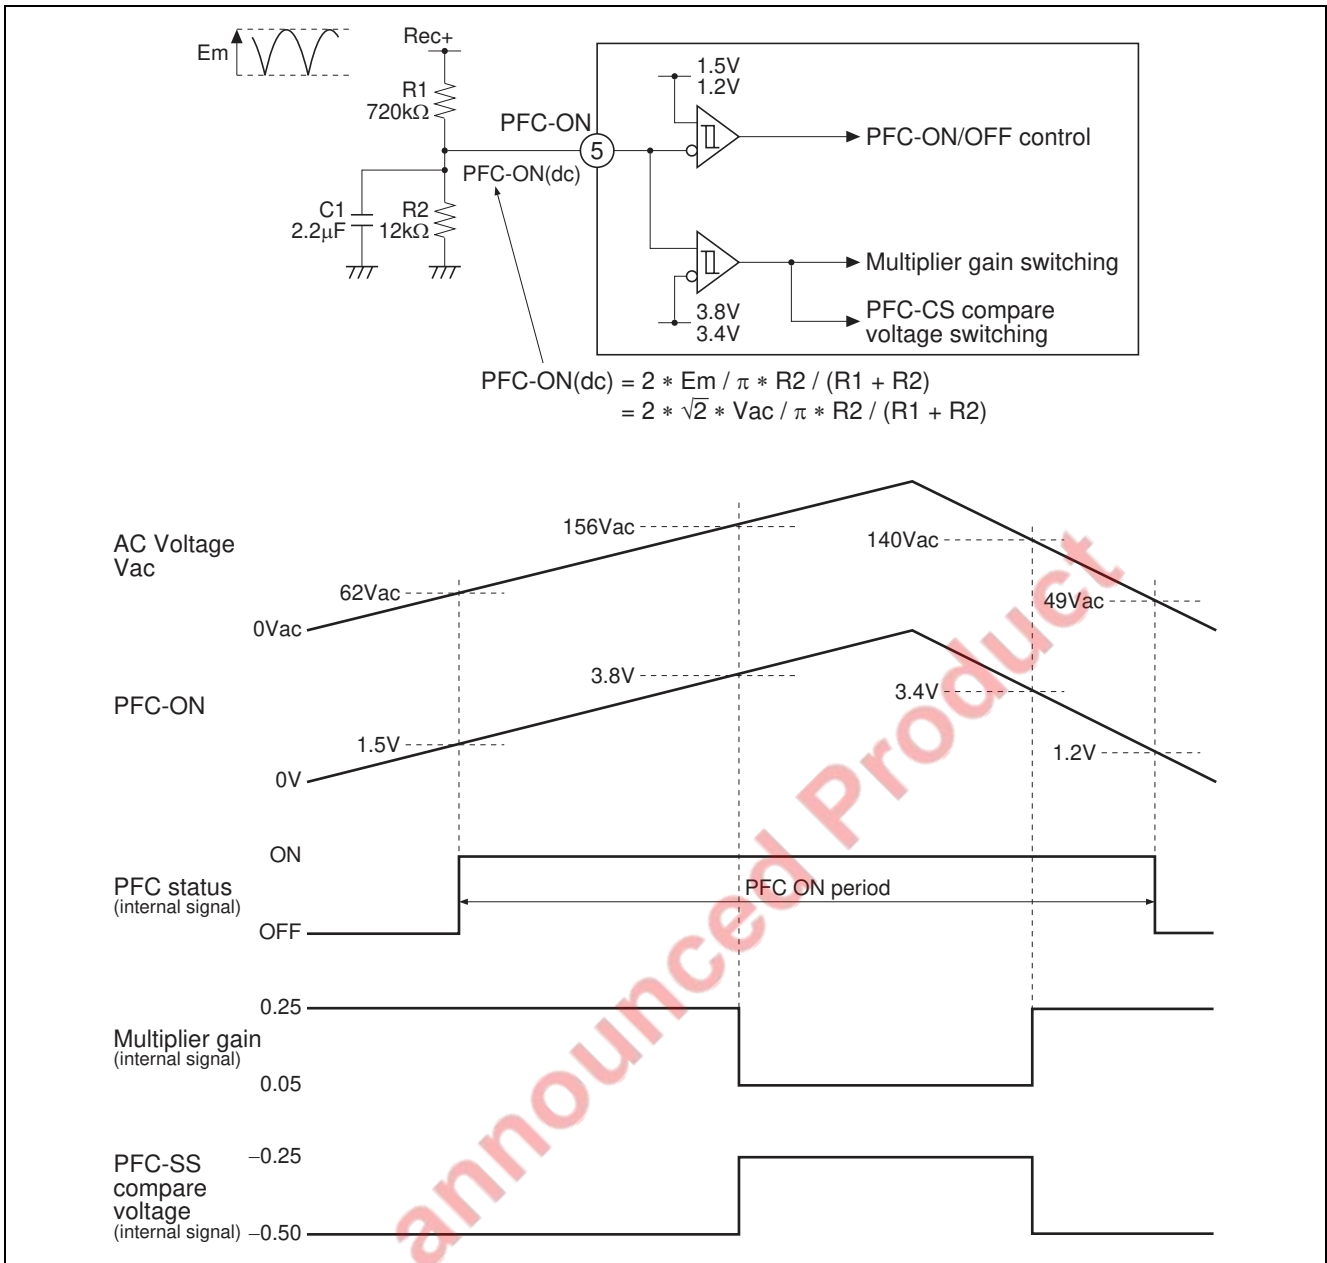 Em
Rec+
R1
720kΩ
PFC-ON
5
PFC-ON(dc)
C1
2.2µF
R2
12kΩ
1.5V
1.2V
PFC-ON/OFF control
Multiplier gain switching
3.8V
3.4V
PFC-CS compare
voltage switching
PFC-ON(dc) = 2 * Em / π * R2 / (R1 + R2)
= 2 * √2 * Vac / π * R2 / (R1 + R2)
AC Voltage
Vac
156Vac
140Vac
62Vac
49Vac
0Vac
PFC-ON
3.8V
3.4V
1.5V
1.2V
0V
ON
PFC status
(internal signal)
PFC ON period
OFF
0.25
Multiplier gain
(internal signal)
0.05
PFC-SS
compare
voltage
(internal signal)
−0.25
−0.50
announced Product